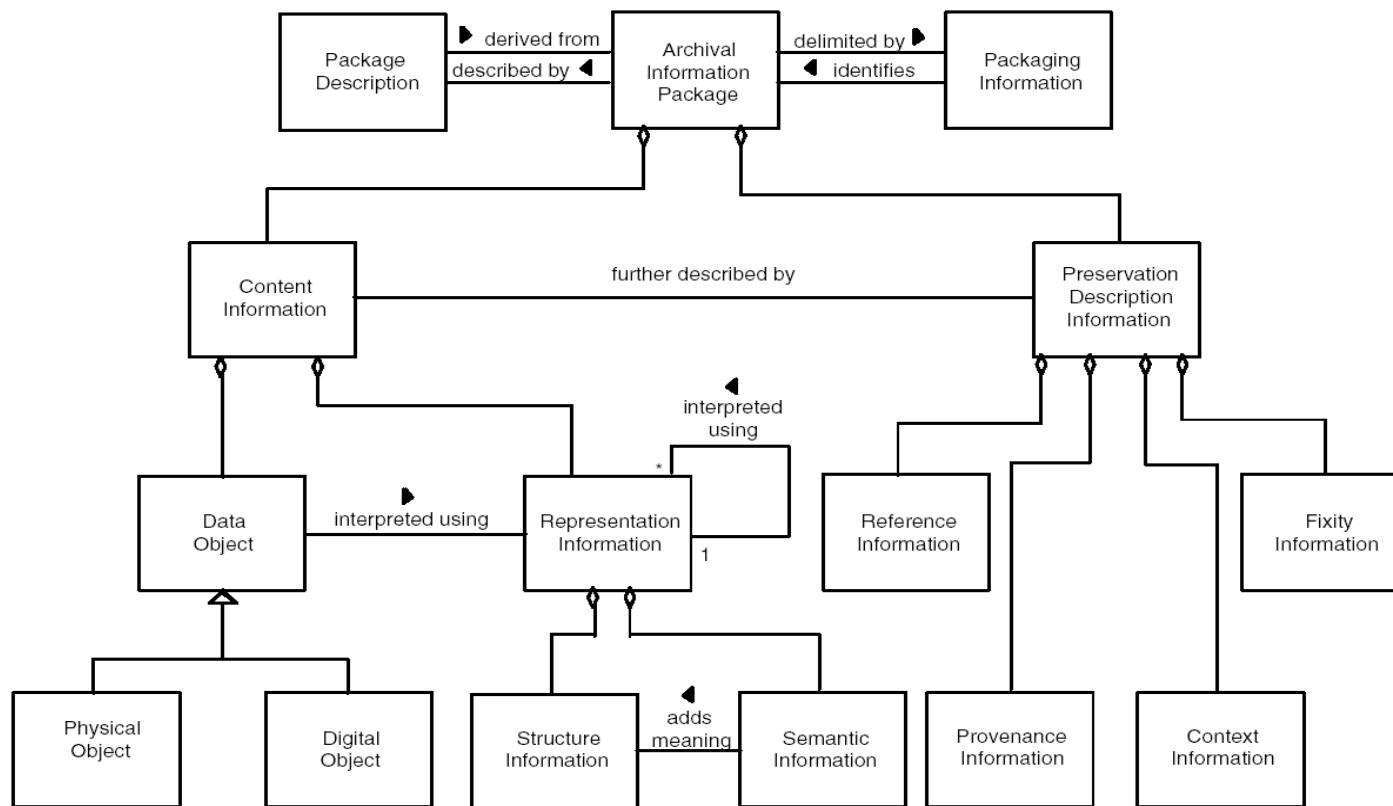 Package
Description
derived from
described by
Archival
Information
Package
delimited by
identifies
Packaging
Information
Content
Information
further described by
Preservation
Description
Information
interpreted
using
*
1
Data
Object
interpreted using
Representation
Information
Reference
Information
Fixity
Information
Physical
Object
Digital
Object
Structure
Information
adds
meaning
Semantic
Information
Provenance
Information
Context
Information